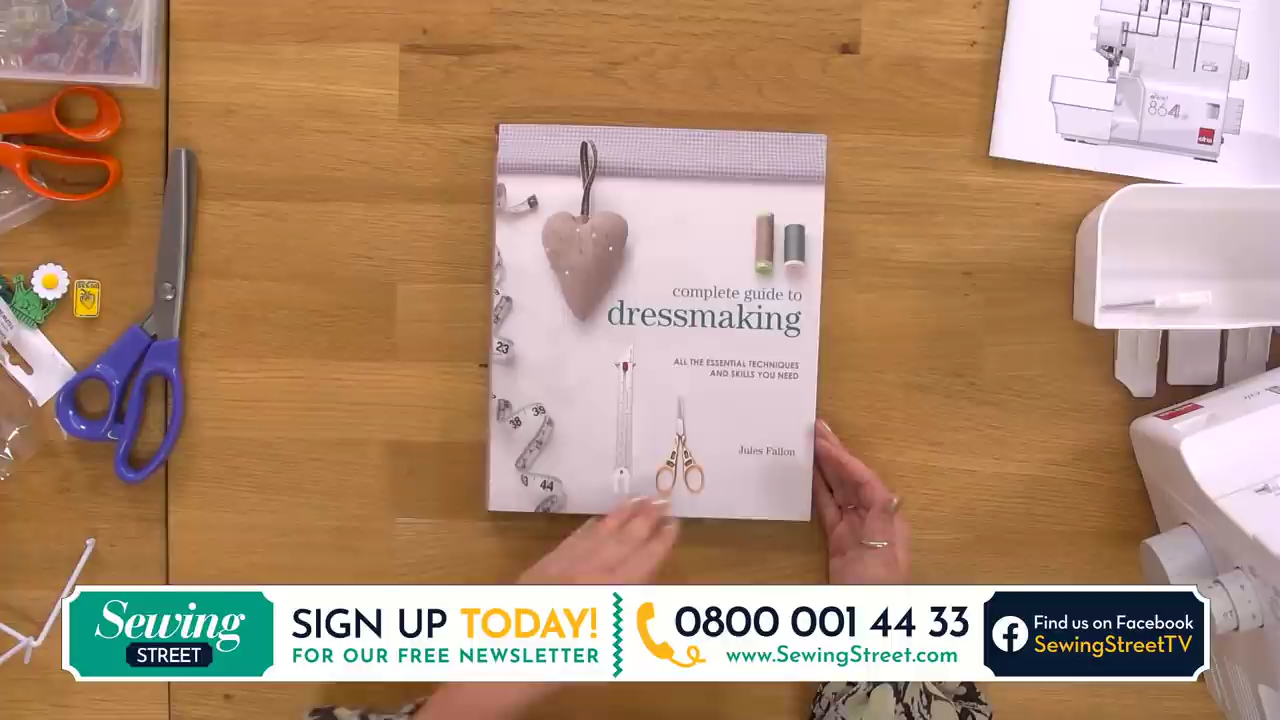 864
elna
complete guide to
dressmaking
ALL THE ESSENTIAL TECHNIQUES
AND SKILLS YOU NEED
Jules Fallon
23
38
39
44
Sewing
STREET
SIGN UP TODAY!
FOR OUR FREE NEWSLETTER
0800 001 44 33
www.SewingStreet.com
Find us on Facebook
SewingStreetTV